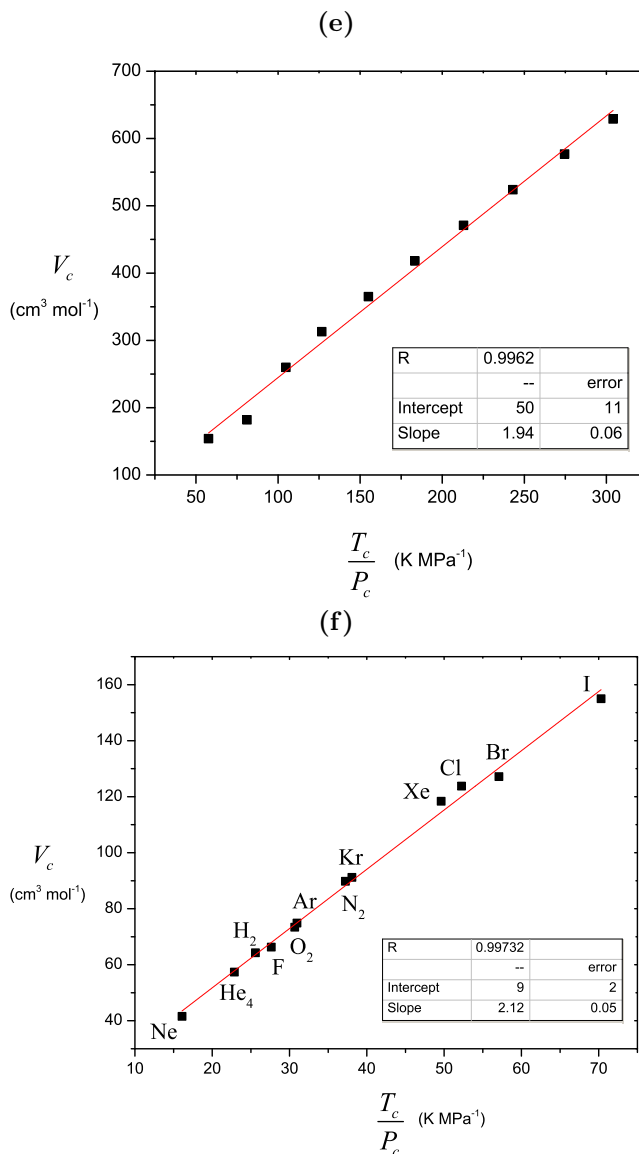 (e)
700
600
500
400
300
200
100
V_c
(cm³ mol⁻¹)
R 0.9962
-- error
Intercept 50 11
Slope 1.94 0.06
50 100 150 200 250 300
T_c
P_c
(K MPa⁻¹)
(f)
160
140
120
100
80
60
40
V_c
(cm³ mol⁻¹)
I
Br
Cl
Xe
Kr
N₂
Ar
O₂
H₂
F
He₄
Ne
R 0.99732
-- error
Intercept 9 2
Slope 2.12 0.05
10 20 30 40 50 60 70
T_c
P_c
(K MPa⁻¹)